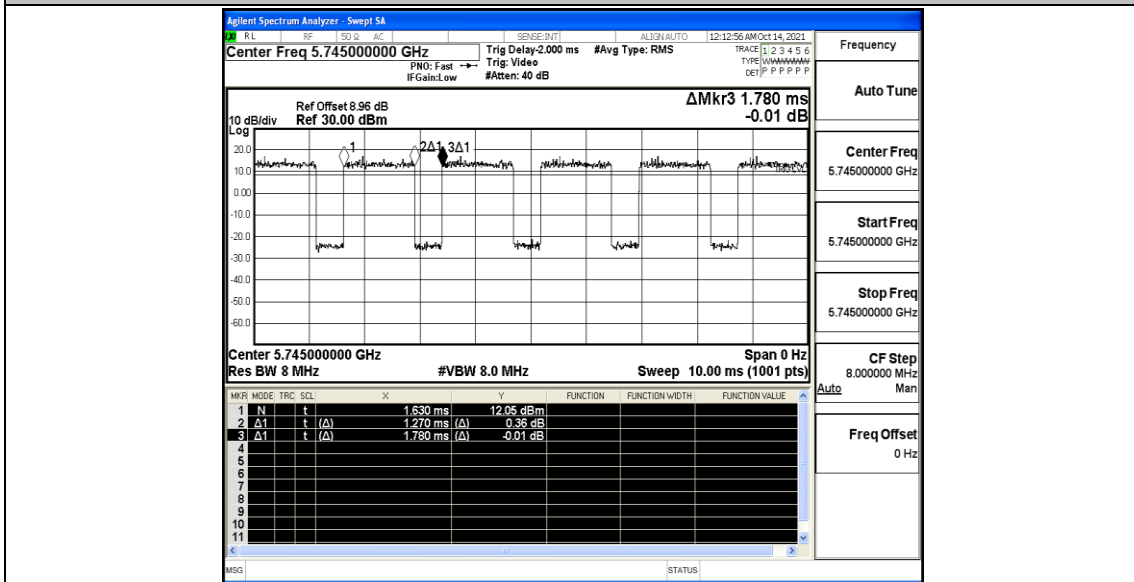 Agilent Spectrum Analyzer - Swept SA
LXI RL RF 50 Ω AC SENSE:INT ALIGN AUTO 12:12:56 AM Oct 14, 2021
Center Freq 5.745000000 GHz
PNO: Fast
IFGain:Low
Trig Delay-2.000 ms
Trig: Video
#Atten: 40 dB
#Avg Type: RMS
TRACE 1 2 3 4 5 6
TYPE WWWWWW
DET P P P P P P
ΔMkr3 1.780 ms
-0.01 dB
Ref Offset 8.96 dB
10 dB/div Ref 30.00 dBm
Log
20.0
10.0
0.00
-10.0
-20.0
-30.0
-40.0
-50.0
-60.0
1 2Δ1 3Δ1
TRIG LVL
Center 5.745000000 GHz Span 0 Hz
Res BW 8 MHz #VBW 8.0 MHz Sweep 10.00 ms (1001 pts)
MKR MODE TRC SCL X Y FUNCTION FUNCTION WIDTH FUNCTION VALUE
1 N t 1.630 ms 12.05 dBm
2 Δ1 t (Δ) 1.270 ms (Δ) 0.36 dB
3 Δ1 t (Δ) 1.780 ms (Δ) -0.01 dB
4
5
6
7
8
9
10
11
MSG STATUS
Frequency
Auto Tune
Center Freq
5.745000000 GHz
Start Freq
5.745000000 GHz
Stop Freq
5.745000000 GHz
CF Step
8.000000 MHz
Auto Man
Freq Offset
0 Hz